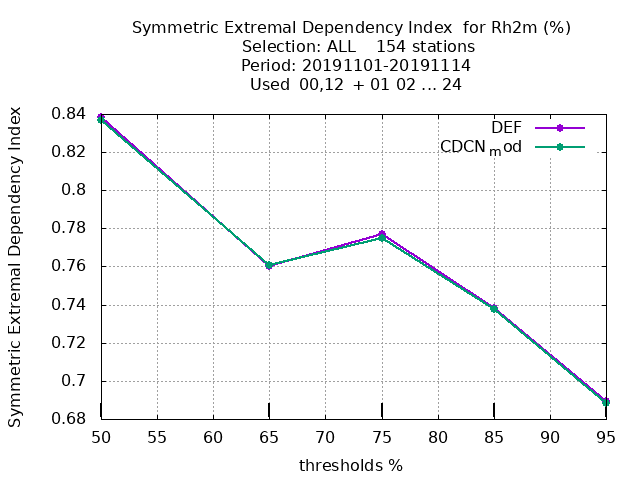 Symmetric Extremal Dependency Index  for Rh2m (%)
Selection: ALL    154 stations
Period: 20191101-20191114
Used  00,12  + 01 02 ... 24
DEF
CDCNmod
Symmetric Extremal Dependency Index
0.84
0.82
0.8
0.78
0.76
0.74
0.72
0.7
0.68
50 55 60 65 70 75 80 85 90 95
thresholds %